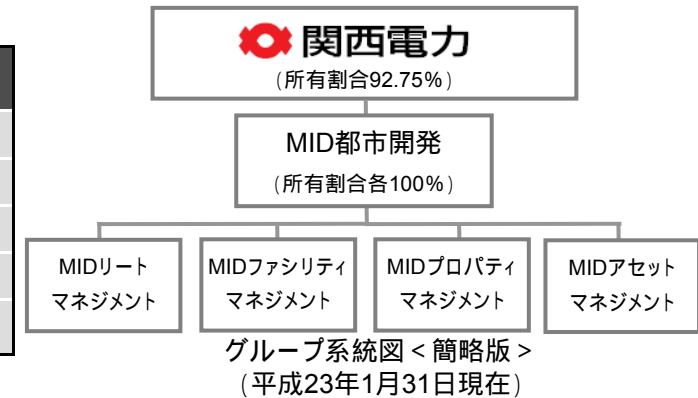 関西電力
(所有割合92.75%)
MID都市開発
(所有割合各100%)
MIDリート
マネジメント
MIDファシリティ
マネジメント
MIDプロパティ
マネジメント
MIDアセット
マネジメント
グループ系統図<簡略版>
(平成23年1月31日現在)